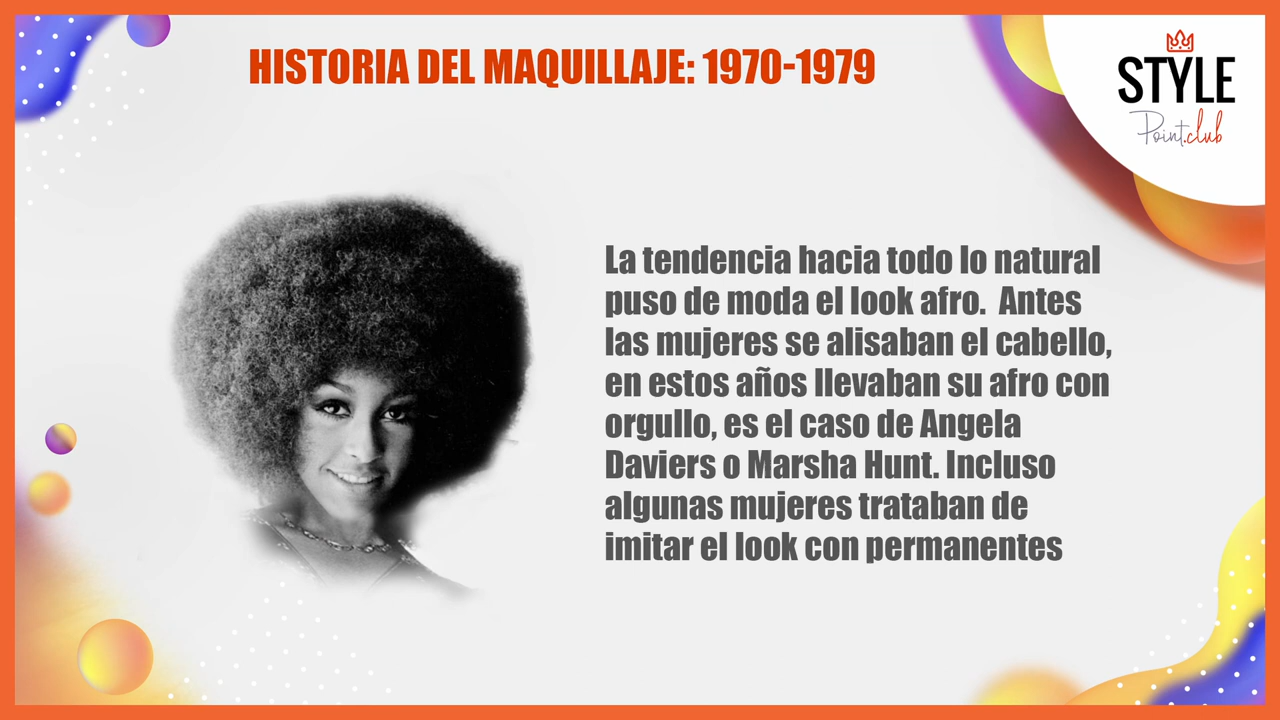 HISTORIA DEL MAQUILLAJE: 1970-1979
STYLE
Point.club
La tendencia hacia todo lo natural
puso de moda el look afro.  Antes
las mujeres se alisaban el cabello,
en estos años llevaban su afro con
orgullo, es el caso de Angela
Daviers o Marsha Hunt. Incluso
algunas mujeres trataban de
imitar el look con permanentes